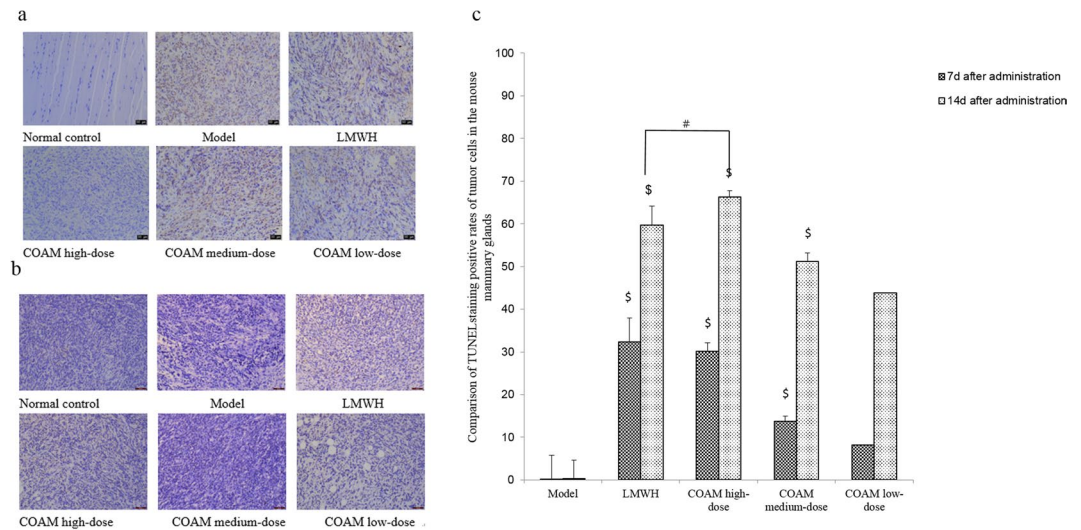 a
Normal control Model LMWH
COAM high-dose COAM medium-dose COAM low-dose
b
Normal control Model LMWH
COAM high-dose COAM medium-dose COAM low-dose
c
Comparison of TUNELstaining positive rates of tumor cells in the mouse
mammary glands
100
90
80
70
60
50
40
30
20
10
0
#
$ $
$
$ $
$
Model LMWH COAM high- COAM COAM low-
dose medium-dose dose
7d after administration
14d after administration